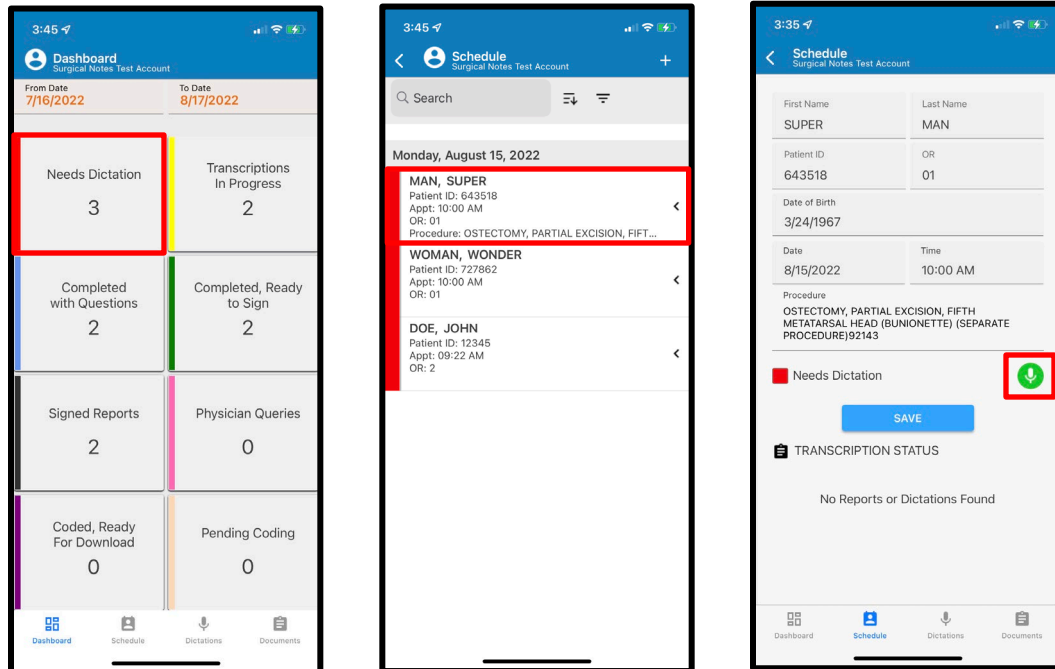 3:45
Dashboard
Surgical Notes Test Account
From Date
7/16/2022
To Date
8/17/2022
Needs Dictation
3
Transcriptions
In Progress
2
Completed
with Questions
2
Completed, Ready
to Sign
2
Signed Reports
2
Physician Queries
0
Coded, Ready
For Download
0
Pending Coding
0
Dashboard
Schedule
Dictations
Documents
3:45
Schedule
Surgical Notes Test Account
Search
Monday, August 15, 2022
MAN, SUPER
Patient ID: 643518
Appt: 10:00 AM
OR: 01
Procedure: OSTECTOMY, PARTIAL EXCISION, FIFT...
WOMAN, WONDER
Patient ID: 727862
Appt: 10:00 AM
OR: 01
DOE, JOHN
Patient ID: 12345
Appt: 09:22 AM
OR: 2
3:35
Schedule
Surgical Notes Test Account
First Name
SUPER
Last Name
MAN
Patient ID
643518
OR
01
Date of Birth
3/24/1967
Date
8/15/2022
Time
10:00 AM
Procedure
OSTECTOMY, PARTIAL EXCISION, FIFTH
METATARSAL HEAD (BUNIONETTE) (SEPARATE
PROCEDURE)92143
Needs Dictation
SAVE
TRANSCRIPTION STATUS
No Reports or Dictations Found
Dashboard
Schedule
Dictations
Documents